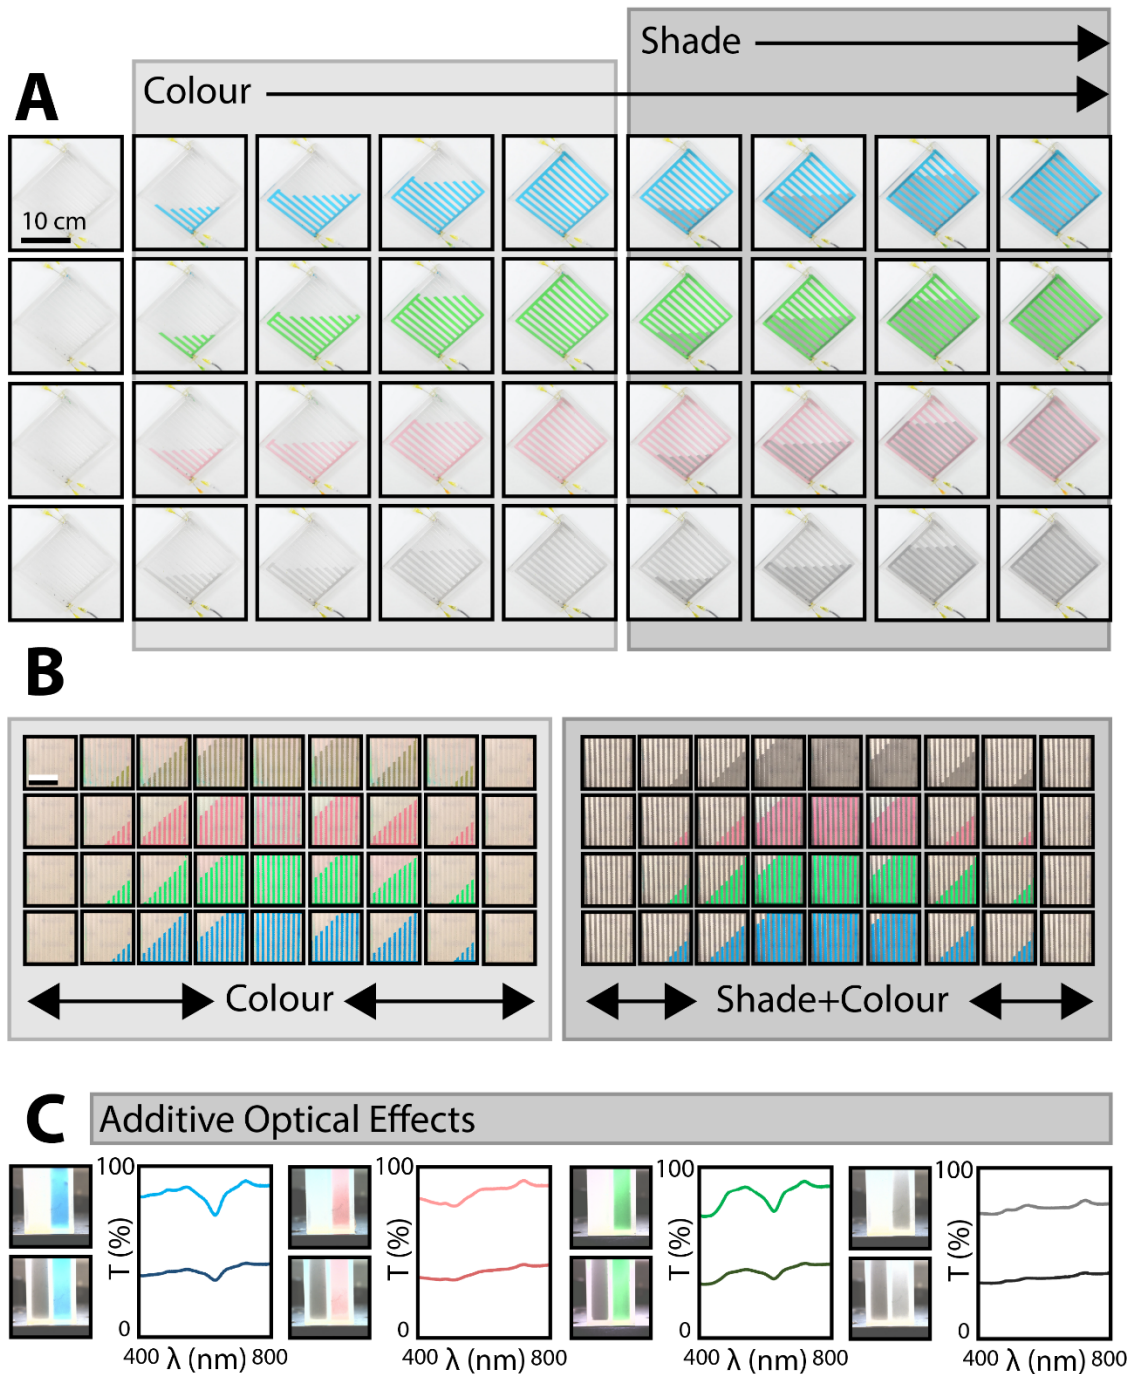 Shade
A
Colour
10 cm
B
Colour
Shade+Colour
C
Additive Optical Effects
100
T (%)
0
400 λ (nm) 800
100
T (%)
0
400 λ (nm) 800
100
T (%)
0
400 λ (nm) 800
100
T (%)
0
400 λ (nm) 800